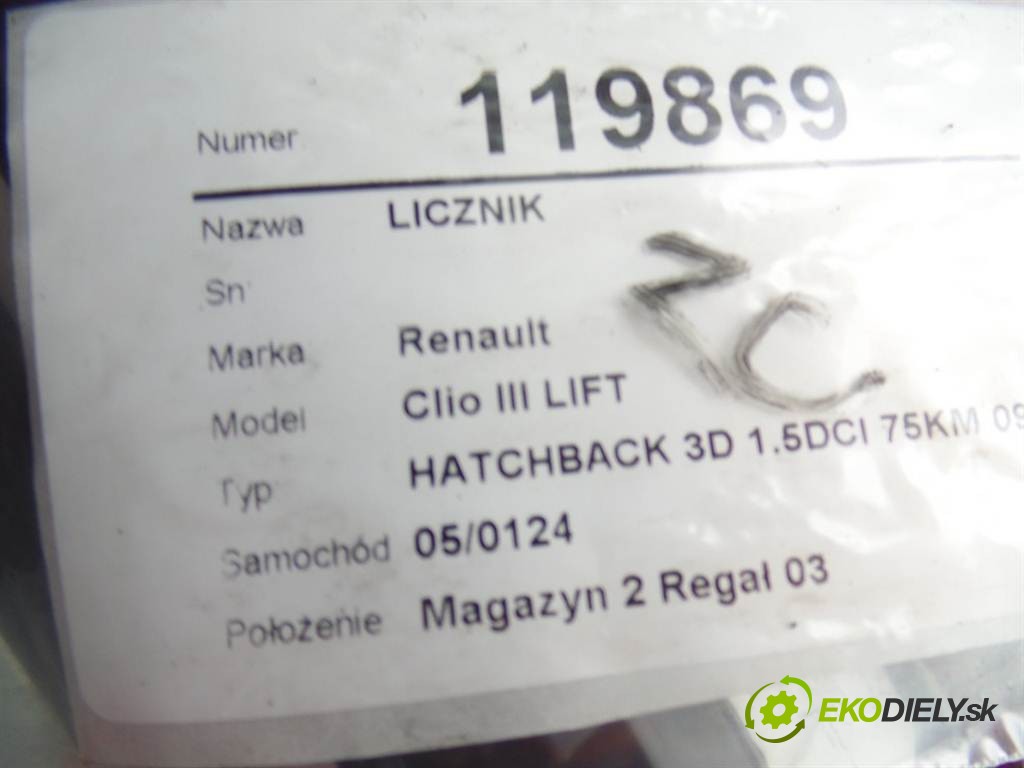 Numer 119869
Nazwa LICZNIK
Sn
Marka Renault
Model Clio III LIFT
Typ HATCHBACK 3D 1.5DCI 75KM 09
Samochód 05/0124
Położenie Magazyn 2 Regał 03
EKODIELY.sk